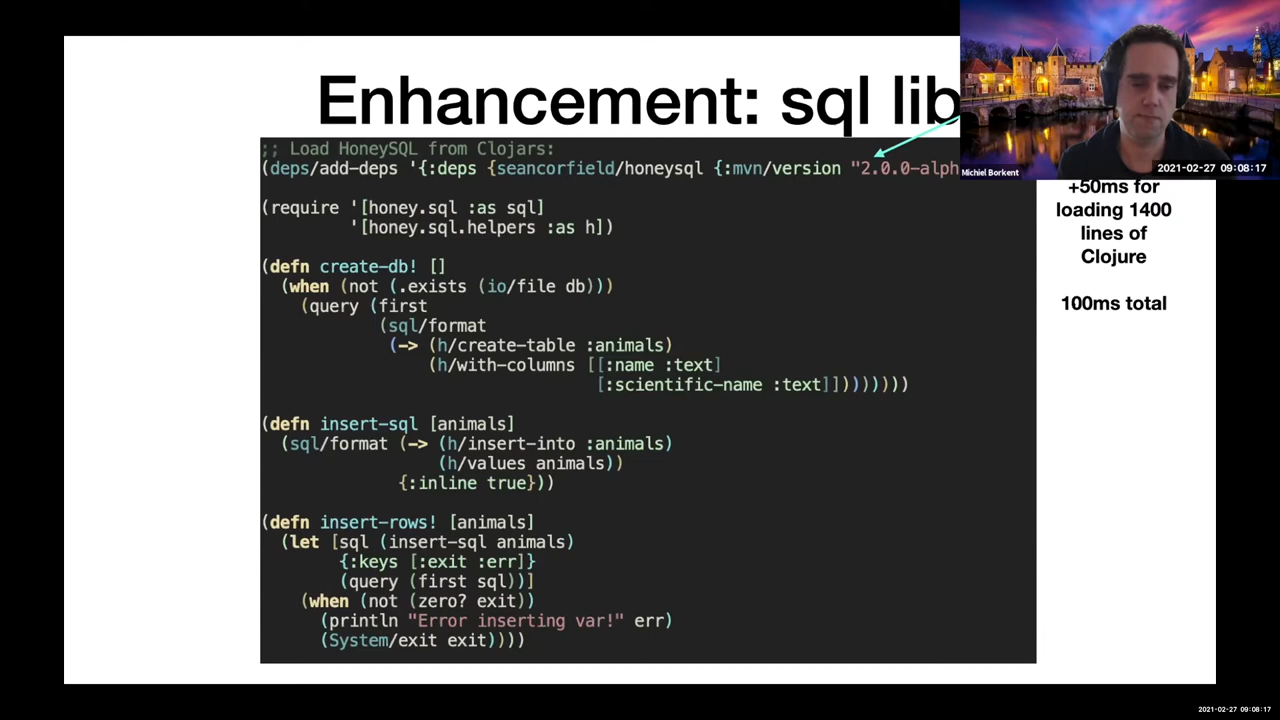 Enhancement: sql lib
;; Load HoneySQL from Clojars:
(deps/add-deps '{:deps {seancorfield/honeysql {:mvn/version "2.0.0-alph
(require '[honey.sql :as sql]
'[honey.sql.helpers :as h])
(defn create-db! []
(when (not (.exists (io/file db)))
(query (first
(sql/format
(-> (h/create-table :animals)
(h/with-columns [[:name :text]
[:scientific-name :text]])))))))
(defn insert-sql [animals]
(sql/format (-> (h/insert-into :animals)
(h/values animals))
{:inline true}))
(defn insert-rows! [animals]
(let [sql (insert-sql animals)
{:keys [:exit :err]}
(query (first sql))]
(when (not (zero? exit))
(println "Error inserting var!" err)
(System/exit exit))))
+50ms for
loading 1400
lines of
Clojure
100ms total
Michiel Borkent
2021-02-27 09:08:17
2021-02-27 09:08:17